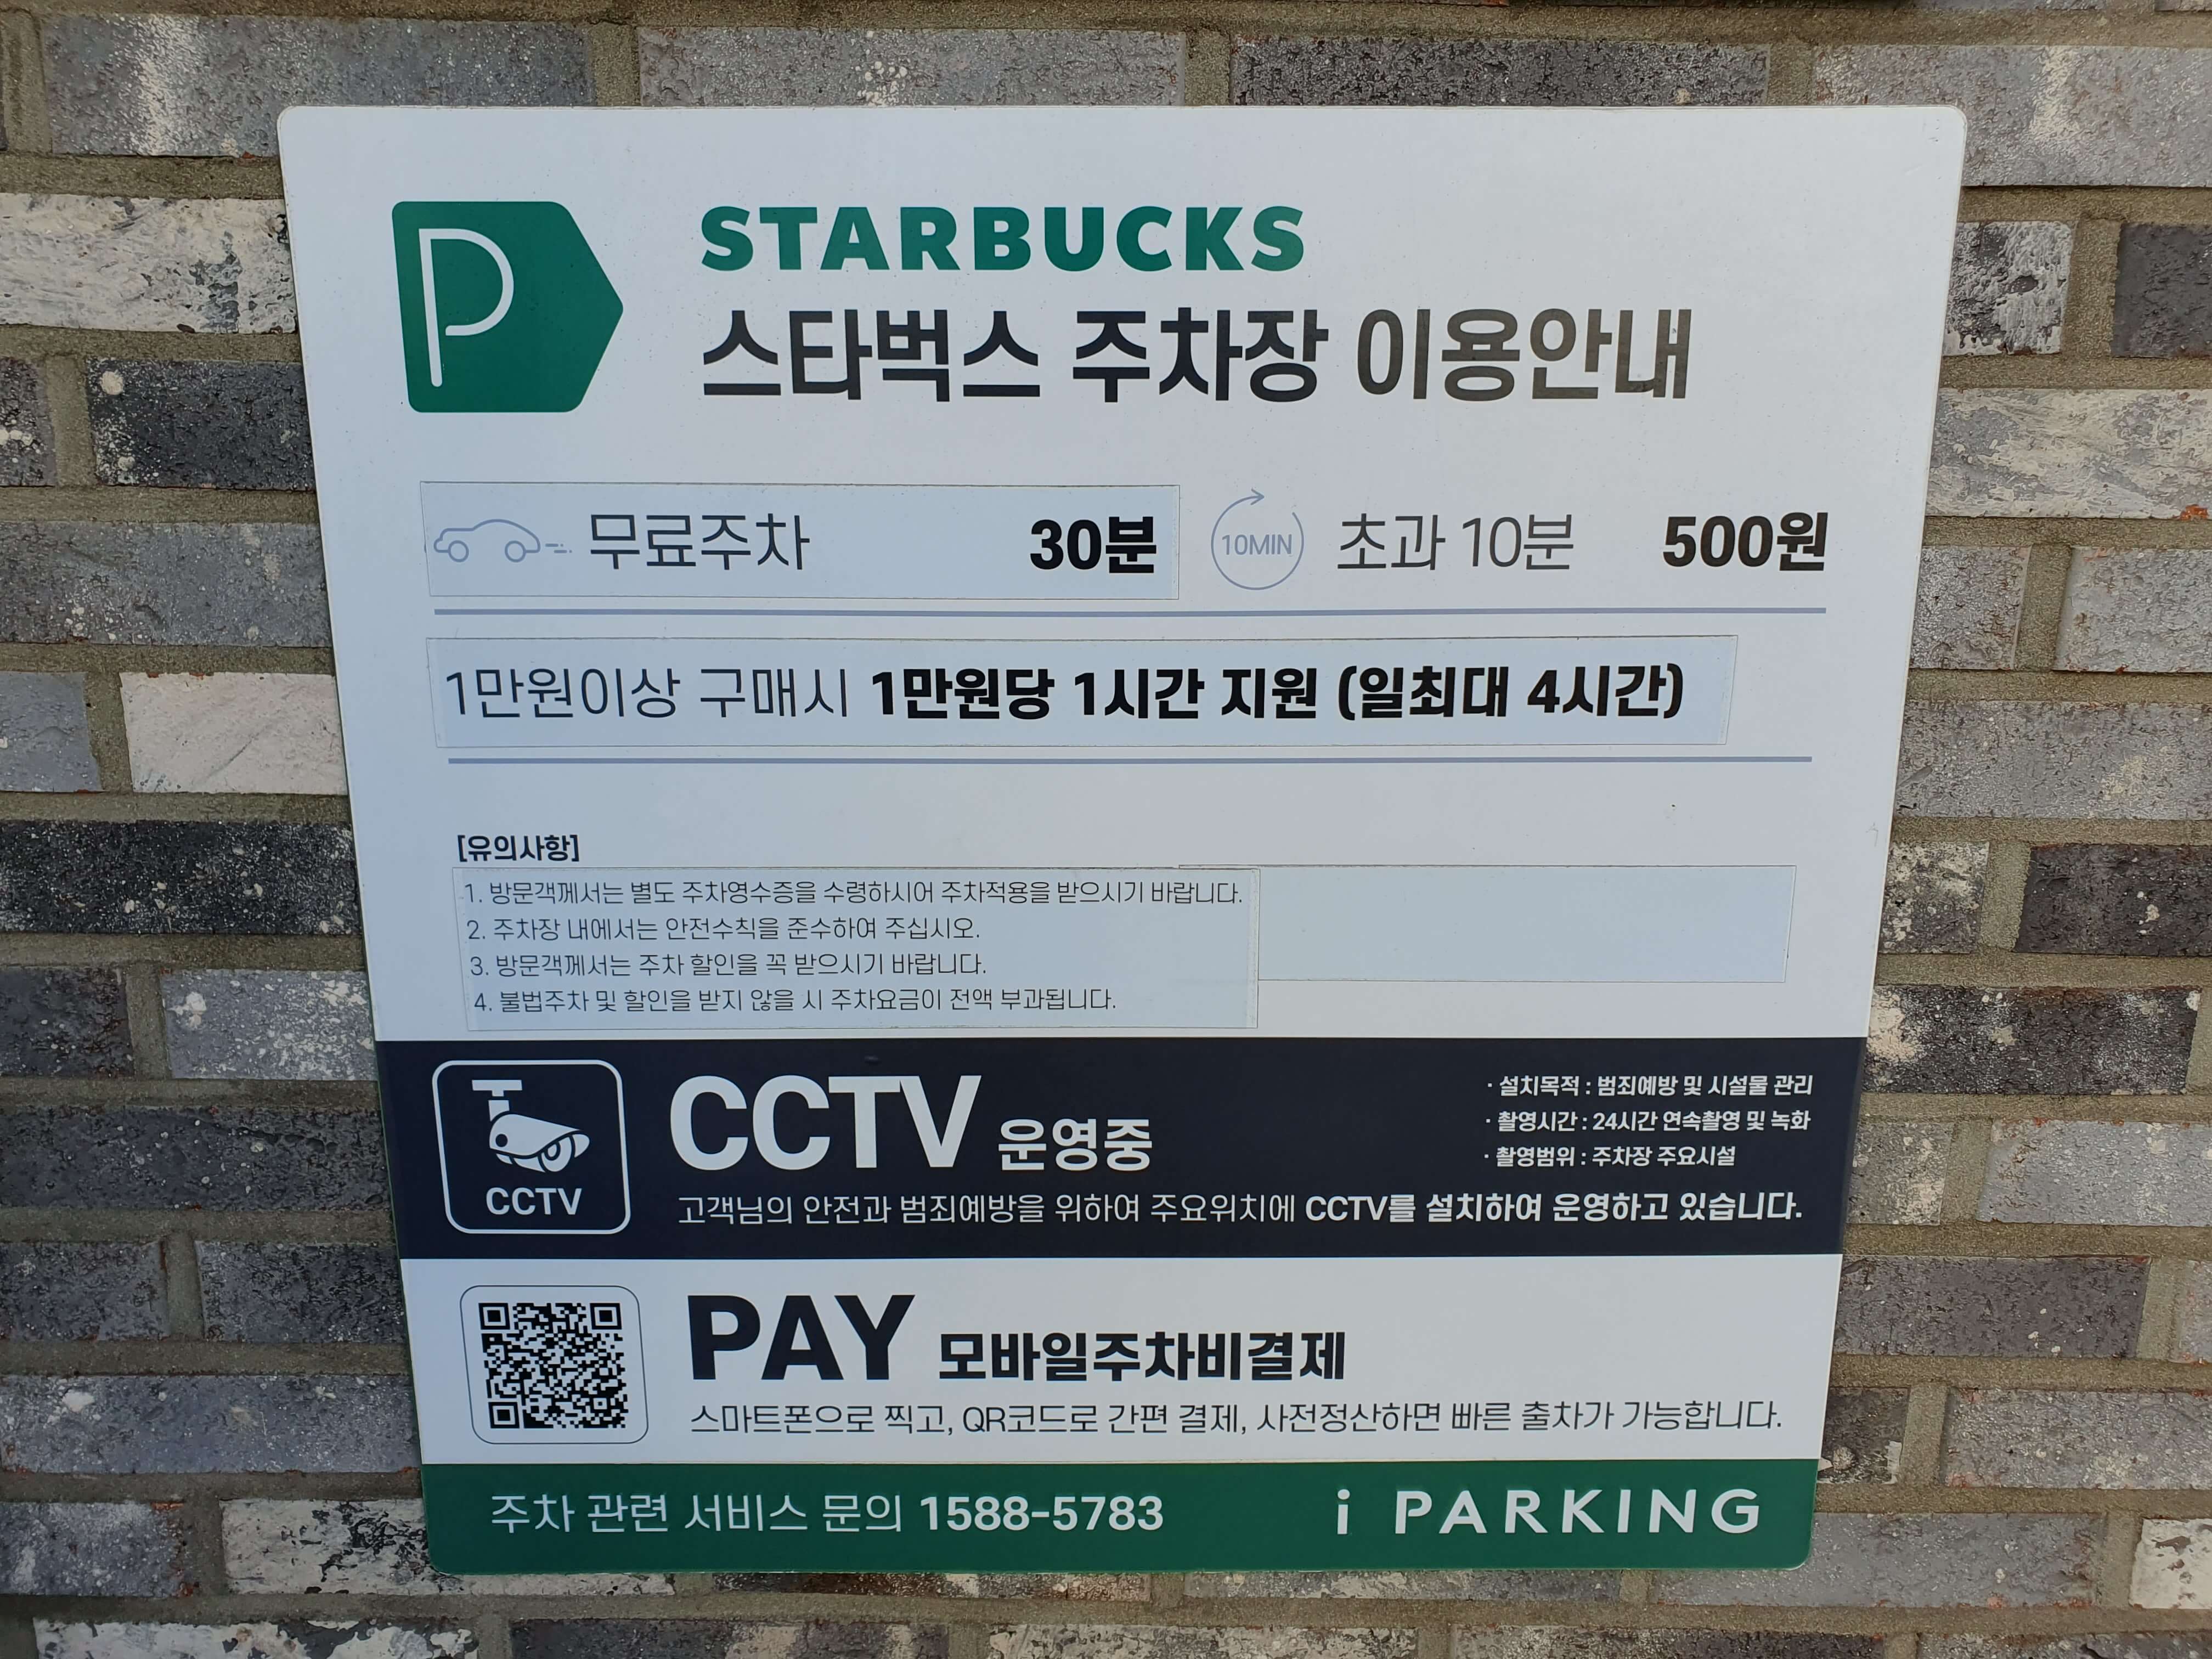 P
STARBUCKS
스타벅스 주차장 이용안내
무료주차 30분 10MIN 초과 10분 500원
1만원이상 구매시 1만원당 1시간 지원 (일최대 4시간)
[유의사항]
1. 방문객께서는 별도 주차영수증을 수령하시어 주차적용을 받으시기 바랍니다.
2. 주차장 내에서는 안전수칙을 준수하여 주십시오.
3. 방문객께서는 주차 할인을 꼭 받으시기 바랍니다.
4. 불법주차 및 할인을 받지 않을 시 주차요금이 전액 부과됩니다.
CCTV
CCTV 운영중
· 설치목적 : 범죄예방 및 시설물 관리
· 촬영시간 : 24시간 연속촬영 및 녹화
· 촬영범위 : 주차장 주요시설
고객님의 안전과 범죄예방을 위하여 주요위치에 CCTV를 설치하여 운영하고 있습니다.
PAY 모바일주차비결제
스마트폰으로 찍고, QR코드로 간편 결제, 사전정산하면 빠른 출차가 가능합니다.
주차 관련 서비스 문의 1588-5783 i PARKING